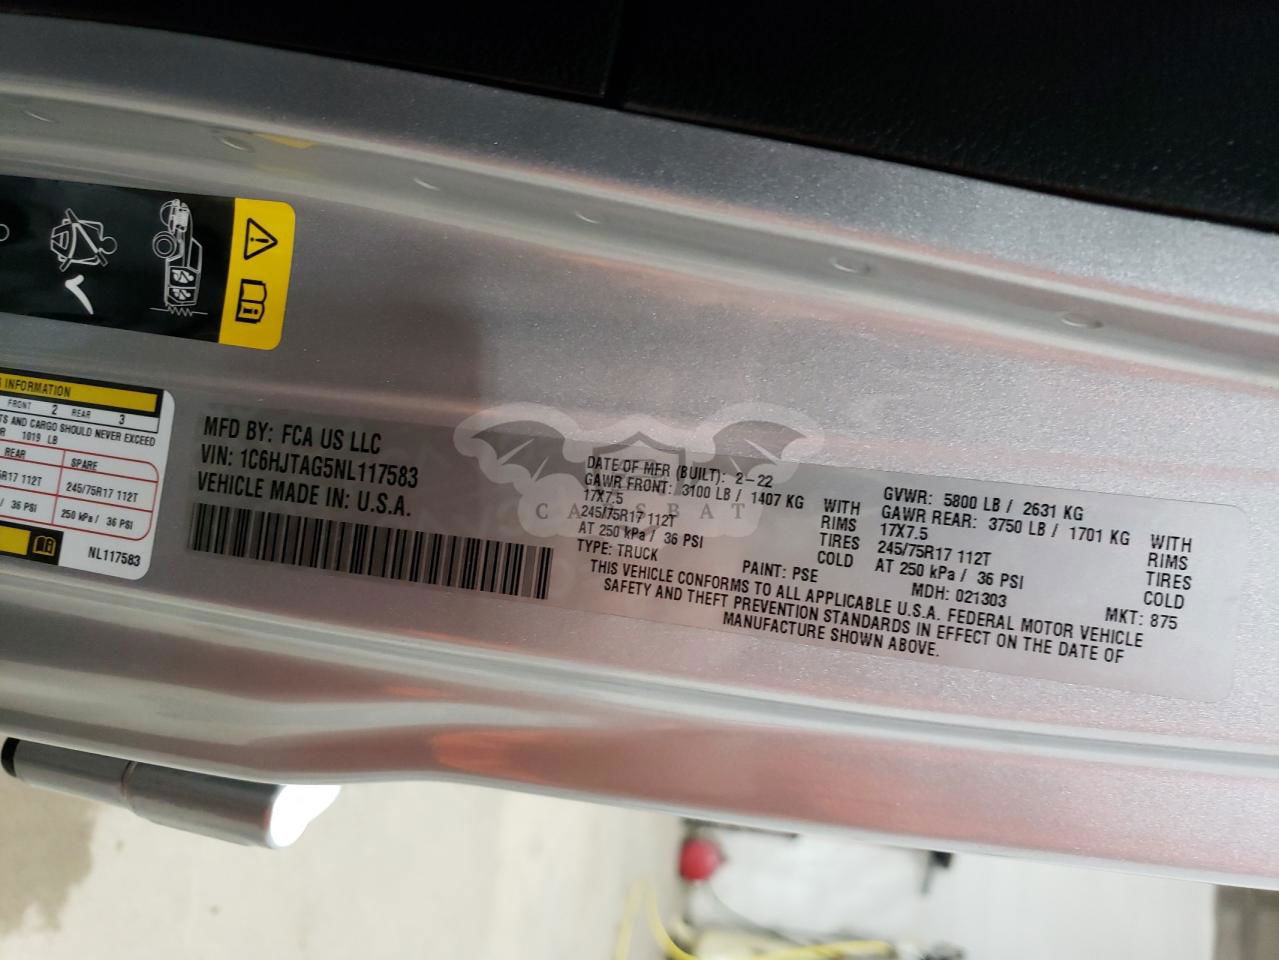 INFORMATION
FRONT 2 REAR 3
TS AND CARGO SHOULD NEVER EXCEED
1019 LB
REAR SPARE
R17 112T 245/75R17 112T
36 PSI 250 kPa / 36 PSI
NL117583
MFD BY: FCA US LLC
VIN: 1C6HJTAG5NL117583
VEHICLE MADE IN: U.S.A.
DATE OF MFR (BUILT): 2-22 GVWR: 5800 LB / 2631 KG
GAWR FRONT: 3100 LB / 1407 KG WITH GAWR REAR: 3750 LB / 1701 KG WITH
17X7.5 RIMS 17X7.5 RIMS
245/75R17 112T TIRES 245/75R17 112T TIRES
AT 250 kPa / 36 PSI COLD AT 250 kPa / 36 PSI COLD
TYPE: TRUCK PAINT: PSE MDH: 021303 MKT: 875
THIS VEHICLE CONFORMS TO ALL APPLICABLE U.S.A. FEDERAL MOTOR VEHICLE
SAFETY AND THEFT PREVENTION STANDARDS IN EFFECT ON THE DATE OF
MANUFACTURE SHOWN ABOVE.
CARSBAT